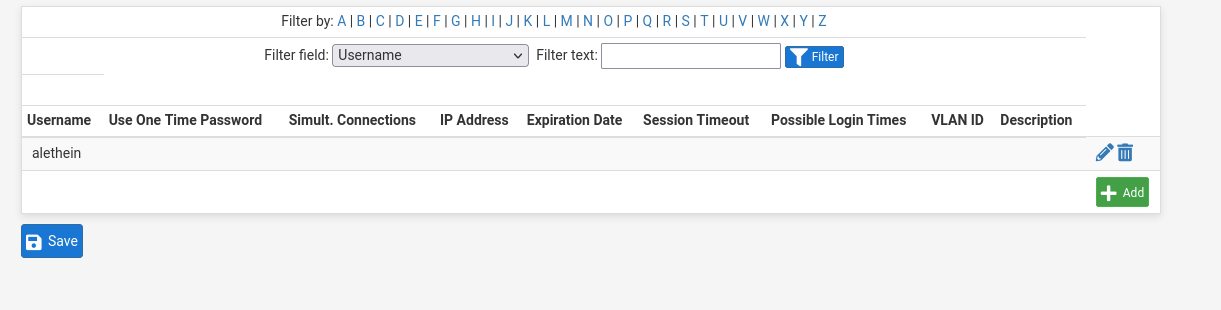 Filter by: A | B | C | D | E | F | G | H | I | J | K | L | M | N | O | P | Q | R | S | T | U | V | W | X | Y | Z
Filter field: Username Filter text: Filter
Username Use One Time Password Simult. Connections IP Address Expiration Date Session Timeout Possible Login Times VLAN ID Description
alethein
Add
Save